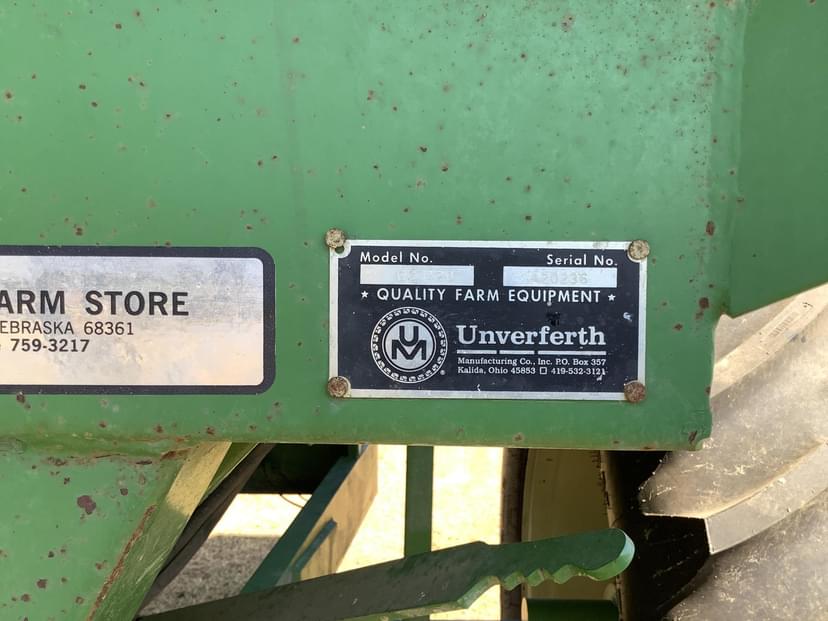 ARM STORE
NEBRASKA 68361
759-3217
Model No. Serial No.
★ QUALITY FARM EQUIPMENT ★
UM
Unverferth
Manufacturing Co., Inc. P.O. Box 357
Kalida, Ohio 45853 ☐ 419-532-3121